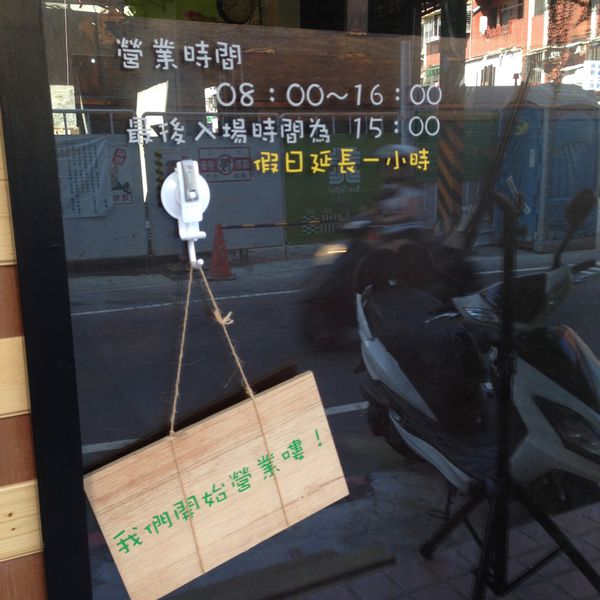 營業時間
08:00~16:00
最後入場時間為 15:00
假日延長一小時
我們開始營業嘍!